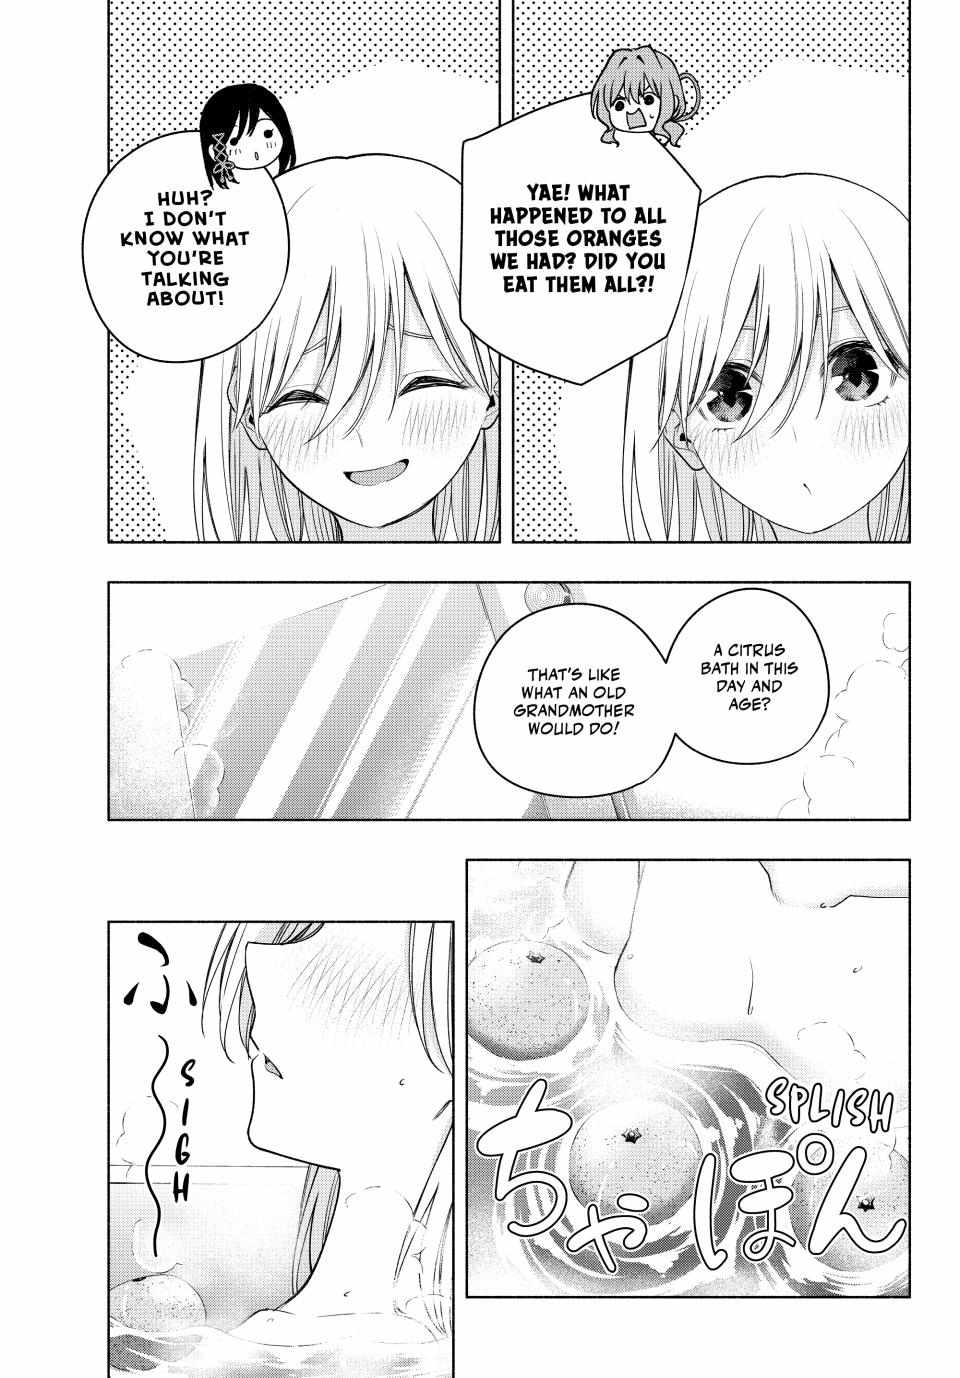 YAE! WHAT
HAPPENED TO ALL
THOSE ORANGES
WE HAD? DID YOU
EAT THEM ALL?!
HUH?
I DON'T
KNOW WHAT
YOU'RE
TALKING
ABOUT!
A CITRUS
BATH IN THIS
DAY AND
AGE?
THAT'S LIKE
WHAT AN OLD
GRANDMOTHER
WOULD DO!
SPLISH
ちゃぽん
ふ〜
SIGH